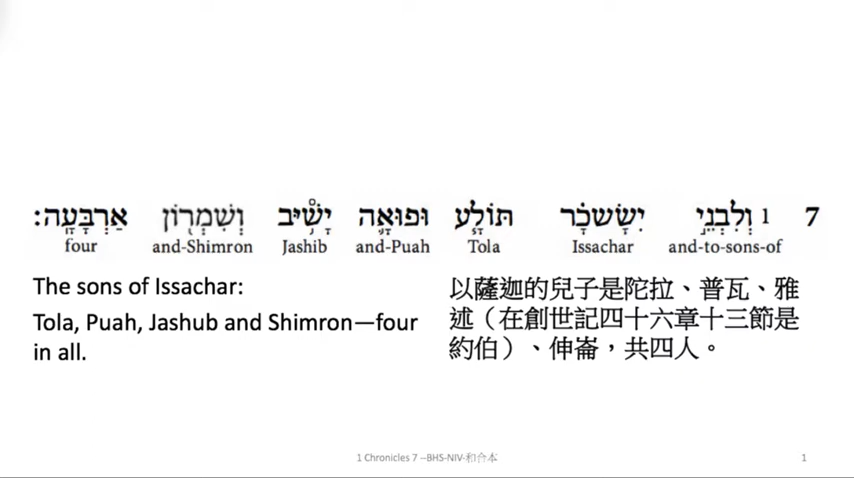 7 1 וְלִבְנֵ֣י יִשָׂשכָ֗ר תּוֹלָ֧ע וּפוּאָ֛ה יָשׁ֥יּב וְשִׁמְר֖וֹן אַרְבָּעָֽה׃
four and-Shimron Jashib and-Puah Tola Issachar and-to-sons-of
The sons of Issachar:
Tola, Puah, Jashub and Shimron—four
in all.
以薩迦的兒子是陀拉、普瓦、雅
述（在創世記四十六章十三節是
約伯）、伸崙，共四人。
1 Chronicles 7 –BHS-NIV-和合本
1